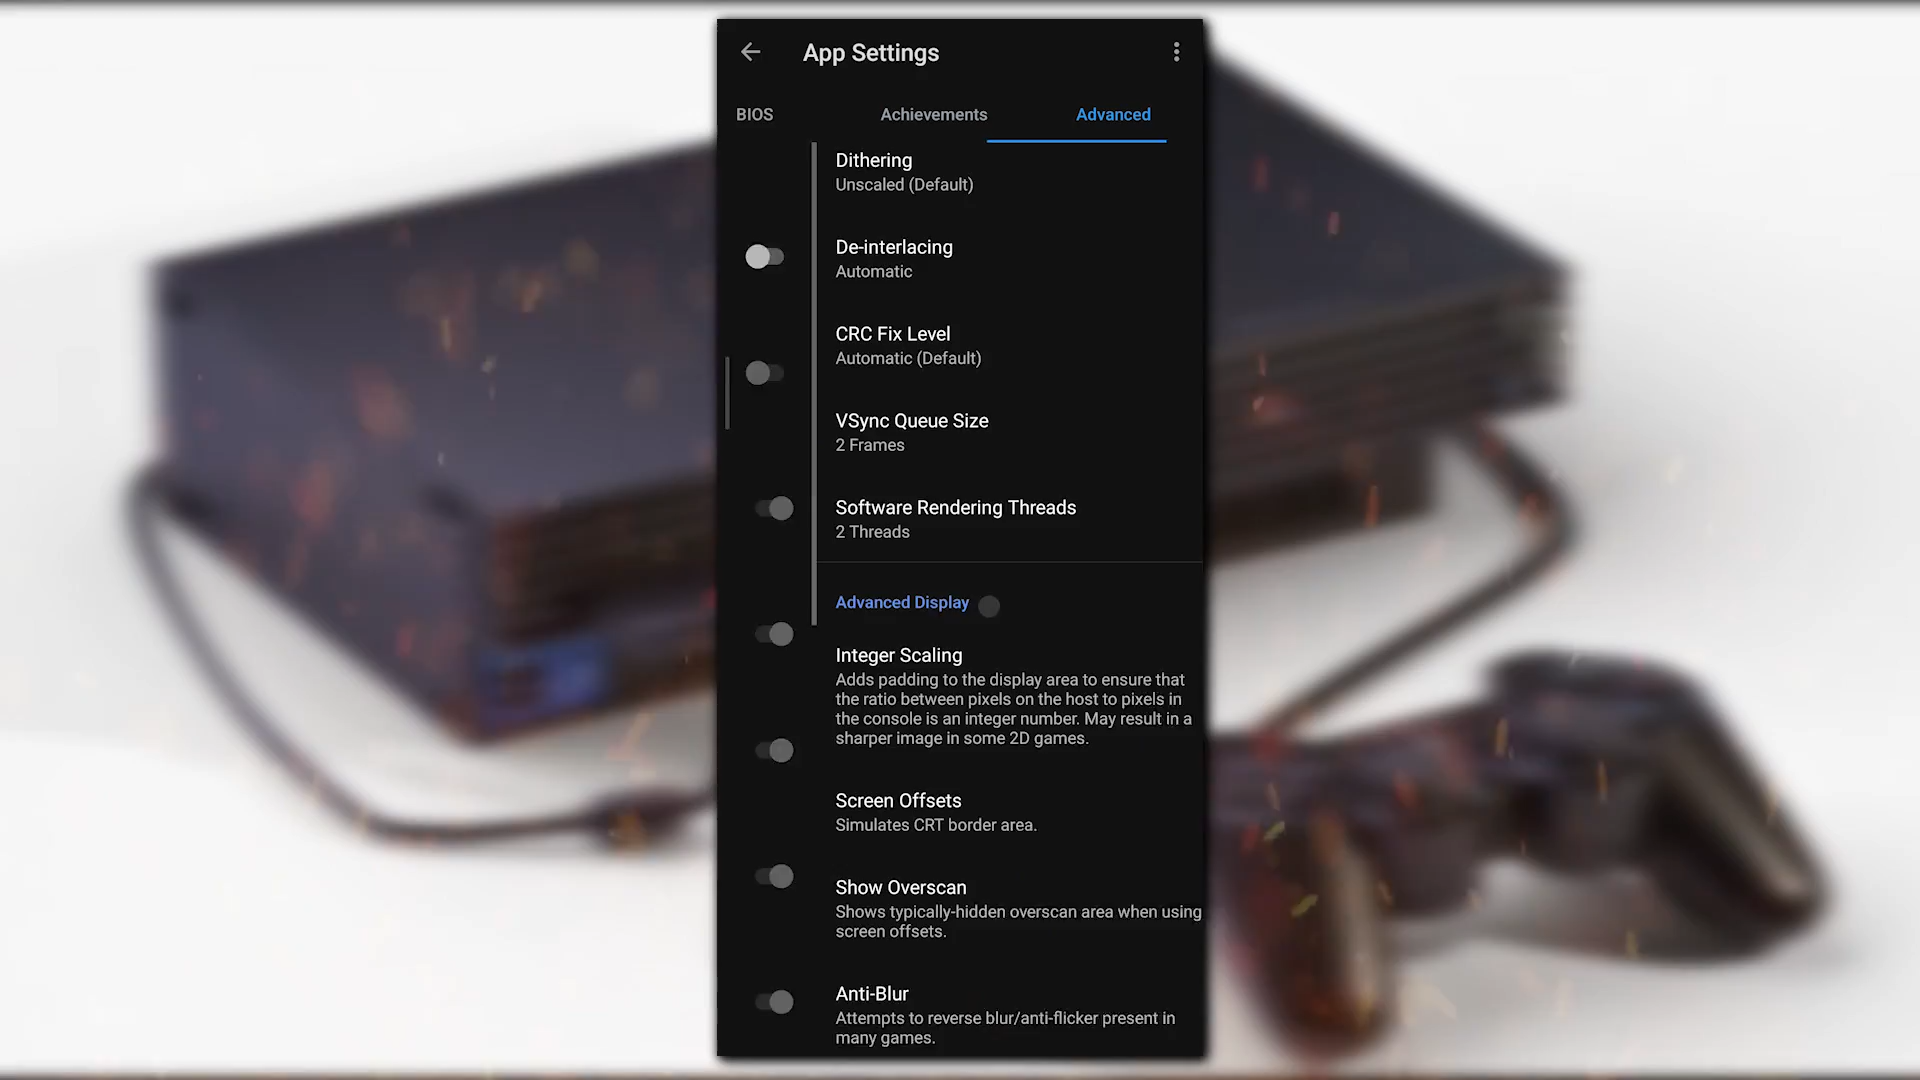 App Settings
BIOS
Achievements
Advanced
Dithering
Unscaled (Default)
De-interlacing
Automatic
CRC Fix Level
Automatic (Default)
VSync Queue Size
2 Frames
Software Rendering Threads
2 Threads
Advanced Display
Integer Scaling
Adds padding to the display area to ensure that
the ratio between pixels on the host to pixels in
the console is an integer number. May result in a
sharper image in some 2D games.
Screen Offsets
Simulates CRT border area.
Show Overscan
Shows typically-hidden overscan area when using
screen offsets.
Anti-Blur
Attempts to reverse blur/anti-flicker present in
many games.